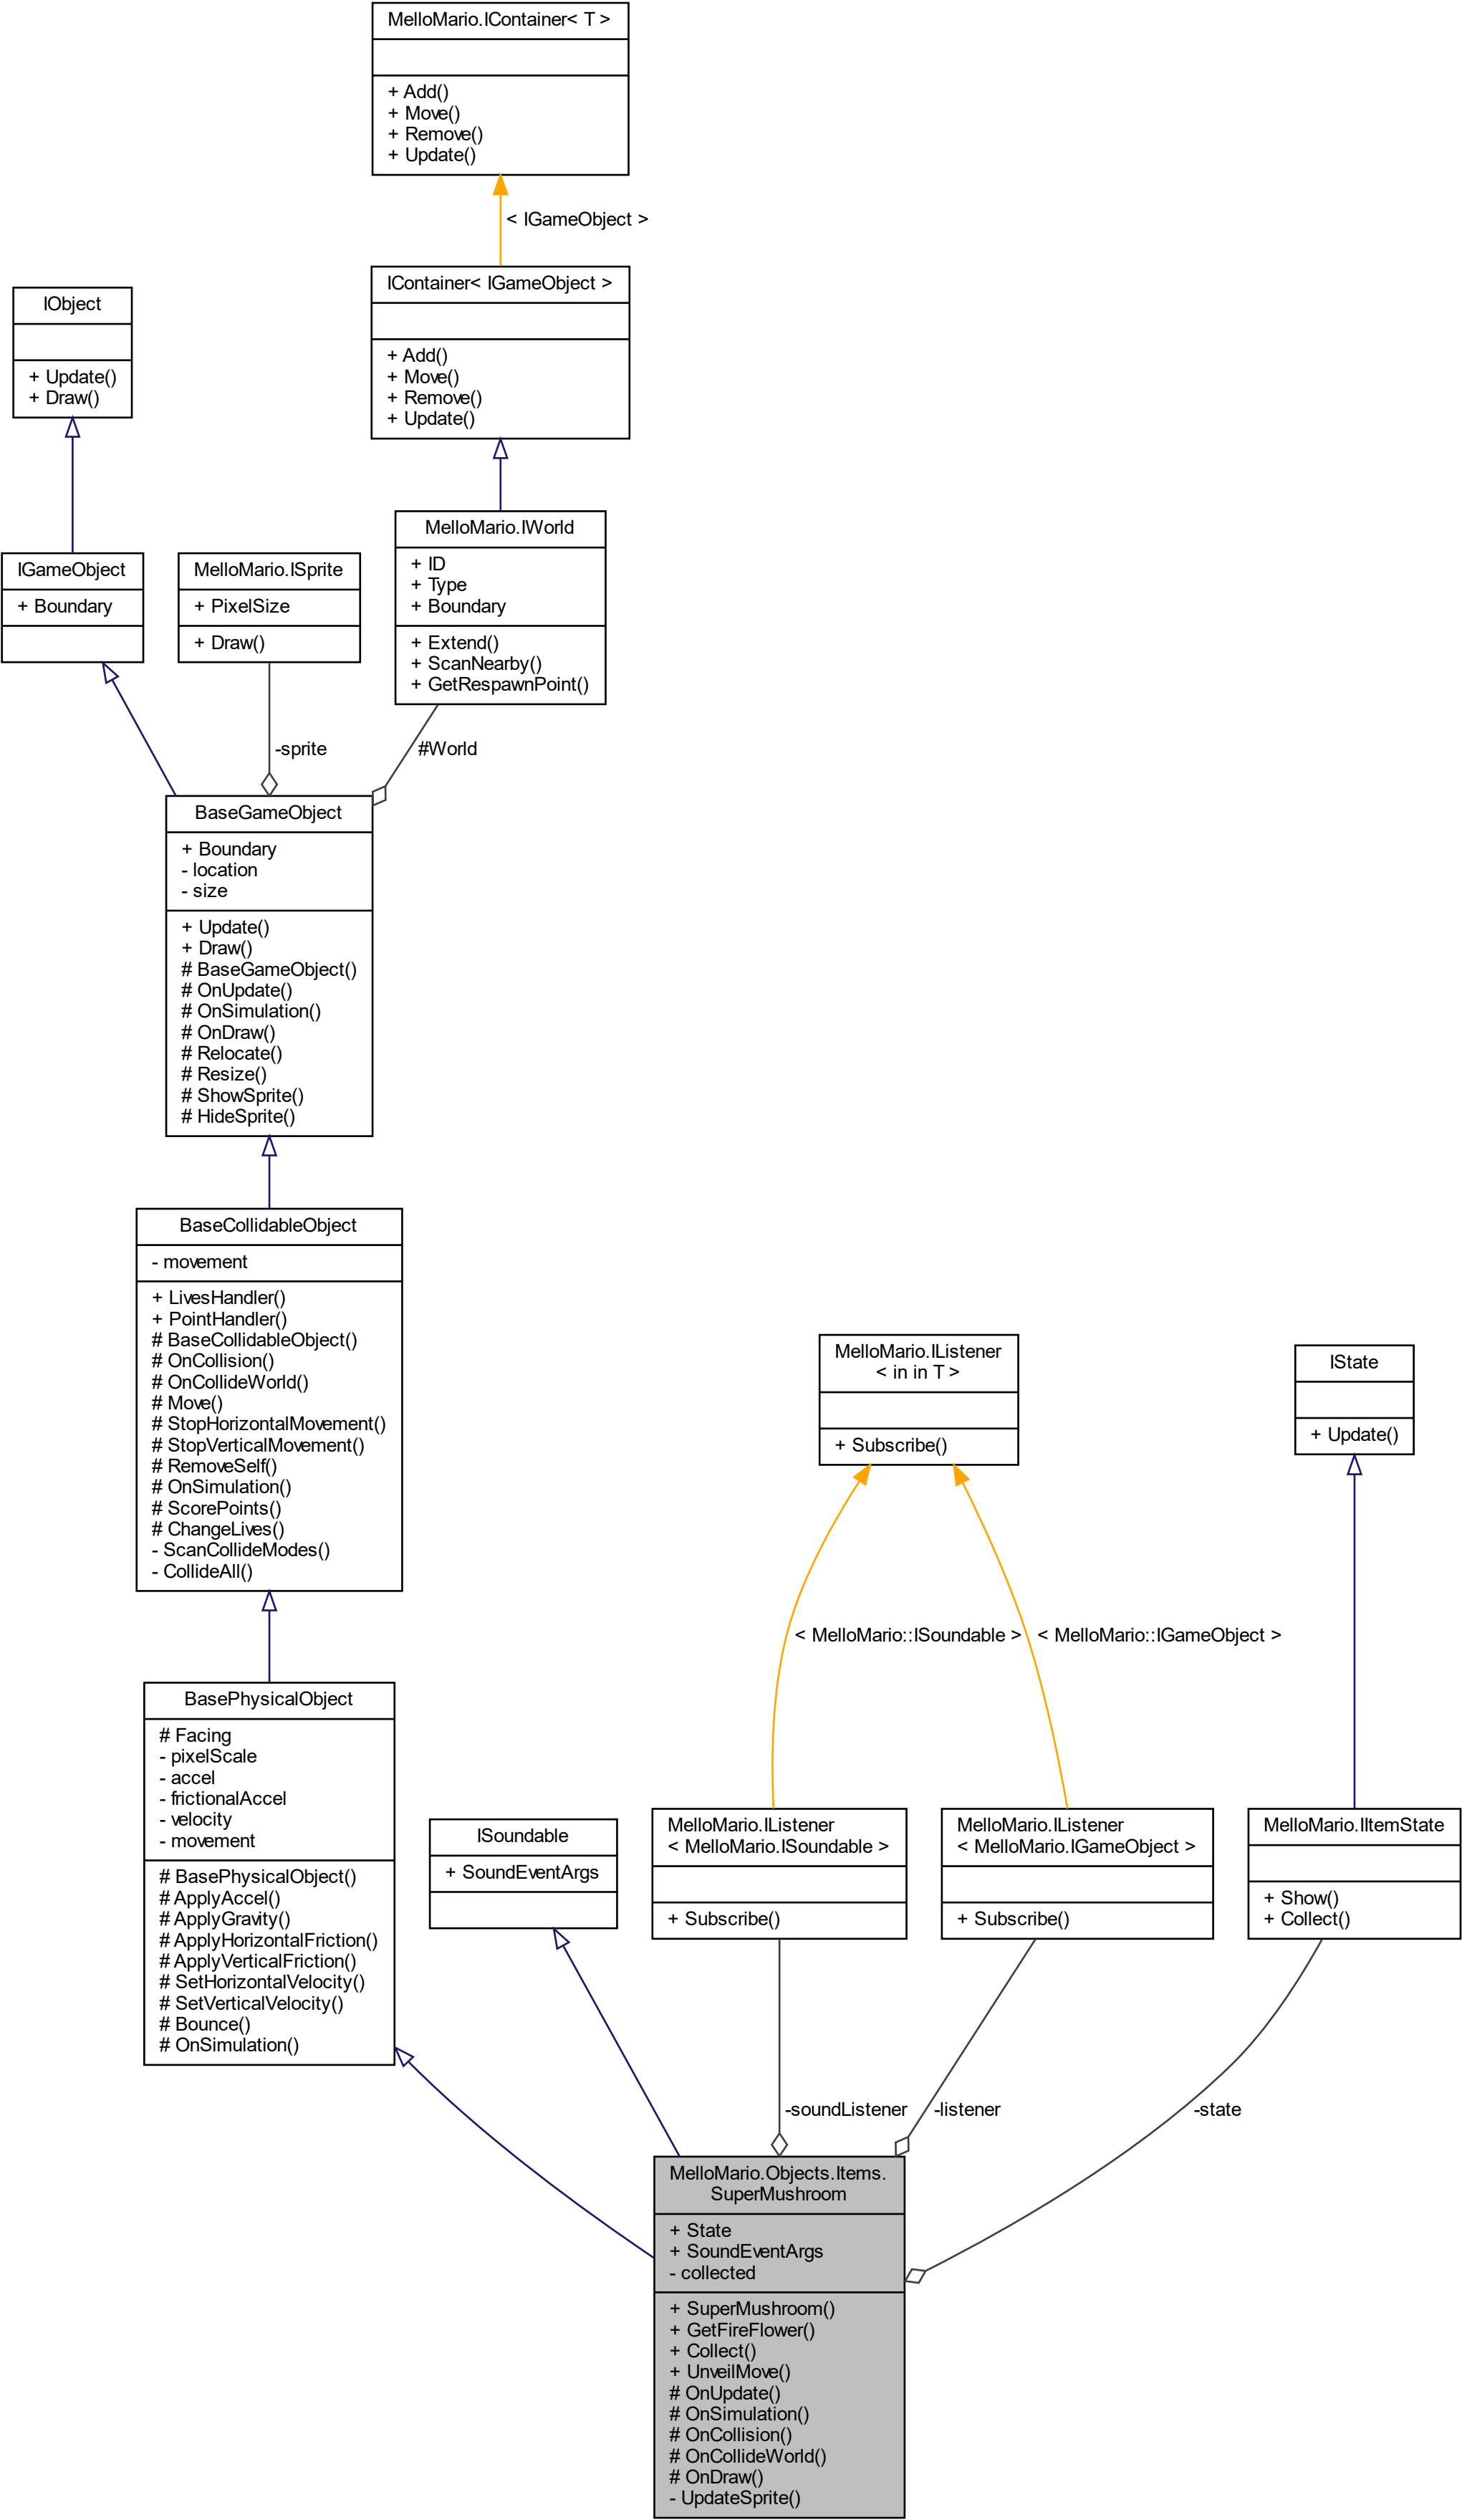 MelloMario.IContainer< T >
+ Add()
+ Move()
+ Remove()
+ Update()
< IGameObject >
IContainer< IGameObject >
+ Add()
+ Move()
+ Remove()
+ Update()
IObject
+ Update()
+ Draw()
MelloMario.IWorld
+ ID
+ Type
+ Boundary
+ Extend()
+ ScanNearby()
+ GetRespawnPoint()
IGameObject
+ Boundary
MelloMario.ISprite
+ PixelSize
+ Draw()
-sprite
#World
BaseGameObject
+ Boundary
- location
- size
+ Update()
+ Draw()
# BaseGameObject()
# OnUpdate()
# OnSimulation()
# OnDraw()
# Relocate()
# Resize()
# ShowSprite()
# HideSprite()
BaseCollidableObject
- movement
+ LivesHandler()
+ PointHandler()
# BaseCollidableObject()
# OnCollision()
# OnCollideWorld()
# Move()
# StopHorizontalMovement()
# StopVerticalMovement()
# RemoveSelf()
# OnSimulation()
# ScorePoints()
# ChangeLives()
- ScanCollideModes()
- CollideAll()
MelloMario.IListener
< in in T >
+ Subscribe()
IState
+ Update()
< MelloMario::ISoundable >
< MelloMario::IGameObject >
BasePhysicalObject
# Facing
- pixelScale
- accel
- frictionalAccel
- velocity
- movement
# BasePhysicalObject()
# ApplyAccel()
# ApplyGravity()
# ApplyHorizontalFriction()
# ApplyVerticalFriction()
# SetHorizontalVelocity()
# SetVerticalVelocity()
# Bounce()
# OnSimulation()
ISoundable
+ SoundEventArgs
MelloMario.IListener
< MelloMario.ISoundable >
+ Subscribe()
MelloMario.IListener
< MelloMario.IGameObject >
+ Subscribe()
MelloMario.IItemState
+ Show()
+ Collect()
-soundListener
-listener
-state
MelloMario.Objects.Items.
SuperMushroom
+ State
+ SoundEventArgs
- collected
+ SuperMushroom()
+ GetFireFlower()
+ Collect()
+ UnveilMove()
# OnUpdate()
# OnSimulation()
# OnCollision()
# OnCollideWorld()
# OnDraw()
- UpdateSprite()